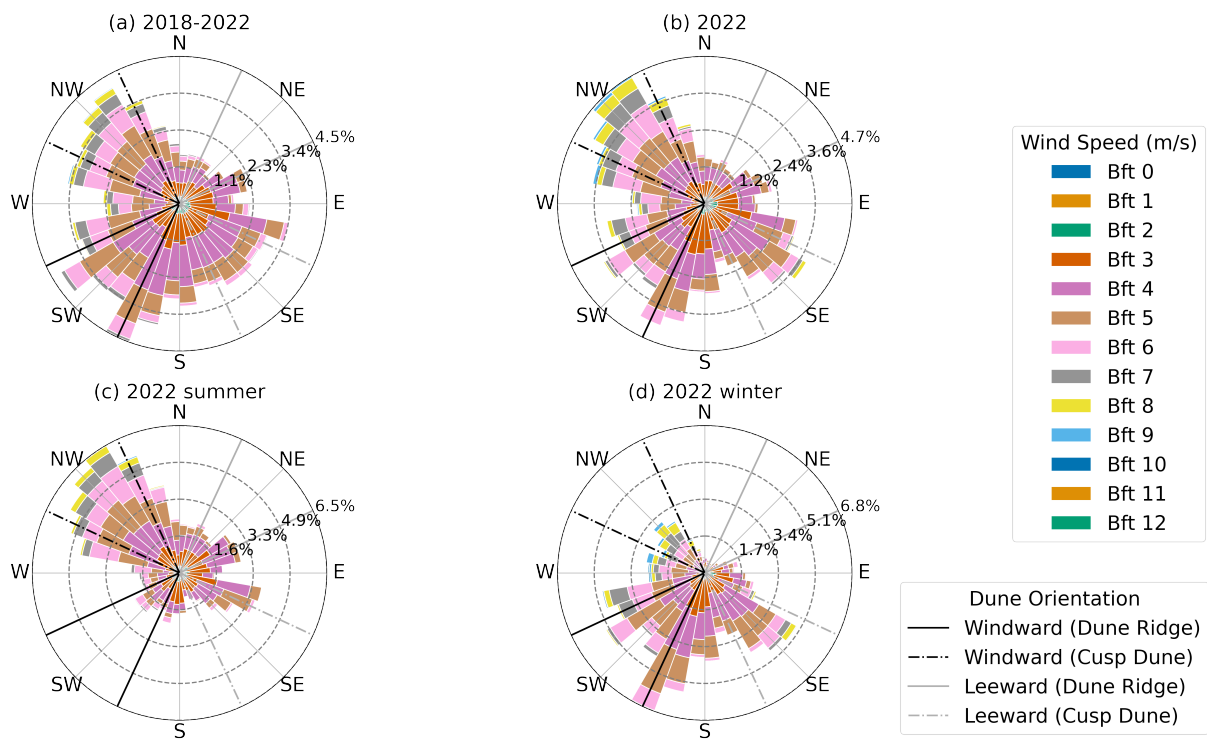 (a) 2018-2022
N
NW
NE
W
E
SW
SE
S
1.1%
2.3%
3.4%
4.5%
(b) 2022
N
NW
NE
W
E
SW
SE
S
1.2%
2.4%
3.6%
4.7%
(c) 2022 summer
N
NW
NE
W
E
SW
SE
S
1.6%
3.3%
4.9%
6.5%
(d) 2022 winter
N
NW
NE
W
E
SW
SE
S
1.7%
3.4%
5.1%
6.8%
Wind Speed (m/s)
Bft 0
Bft 1
Bft 2
Bft 3
Bft 4
Bft 5
Bft 6
Bft 7
Bft 8
Bft 9
Bft 10
Bft 11
Bft 12
Dune Orientation
Windward (Dune Ridge)
Windward (Cusp Dune)
Leeward (Dune Ridge)
Leeward (Cusp Dune)